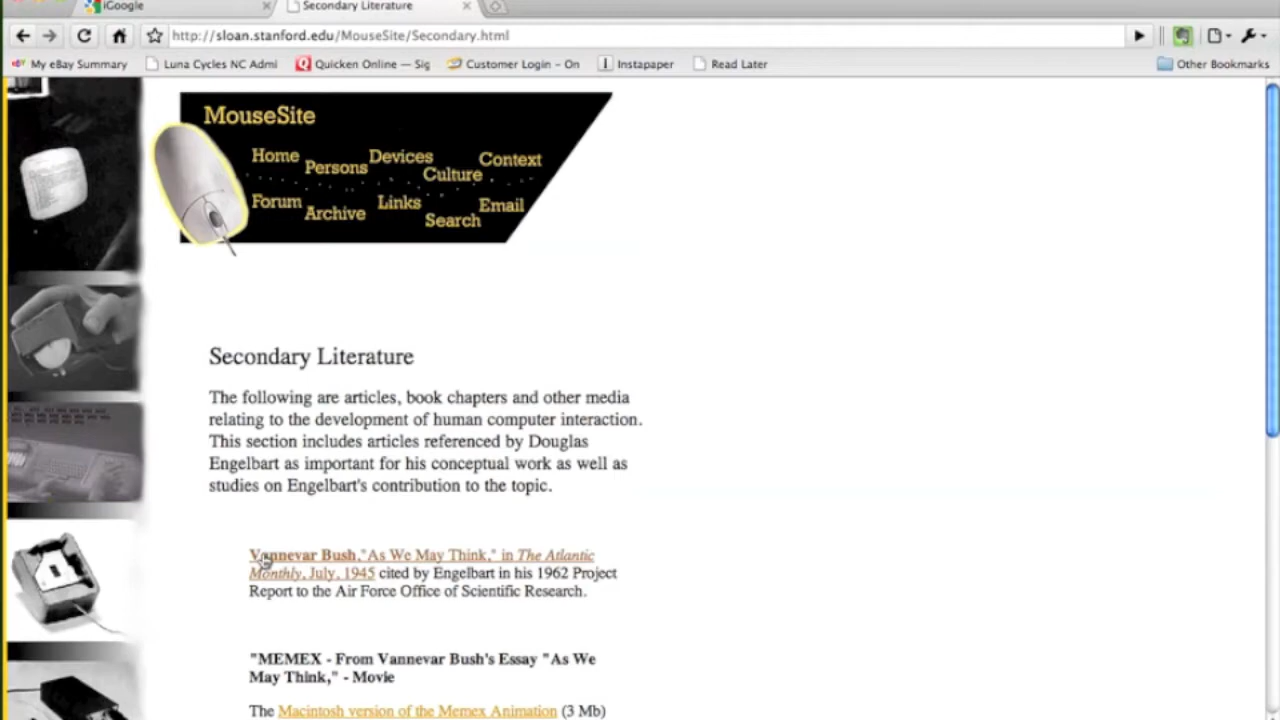 iGoogle
Secondary Literature
http://sloan.stanford.edu/MouseSite/Secondary.html
My eBay Summary
Luna Cycles NC Admi
Quicken Online — Sig
Customer Login - On
Instapaper
Read Later
Other Bookmarks
MouseSite
Home Persons Devices Culture Context
Forum Archive Links Search Email
Secondary Literature
The following are articles, book chapters and other media
relating to the development of human computer interaction.
This section includes articles referenced by Douglas
Engelbart as important for his conceptual work as well as
studies on Engelbart's contribution to the topic.
Vannevar Bush,"As We May Think," in The Atlantic
Monthly, July, 1945 cited by Engelbart in his 1962 Project
Report to the Air Force Office of Scientific Research.
"MEMEX - From Vannevar Bush's Essay "As We
May Think," - Movie
The Macintosh version of the Memex Animation (3 Mb)